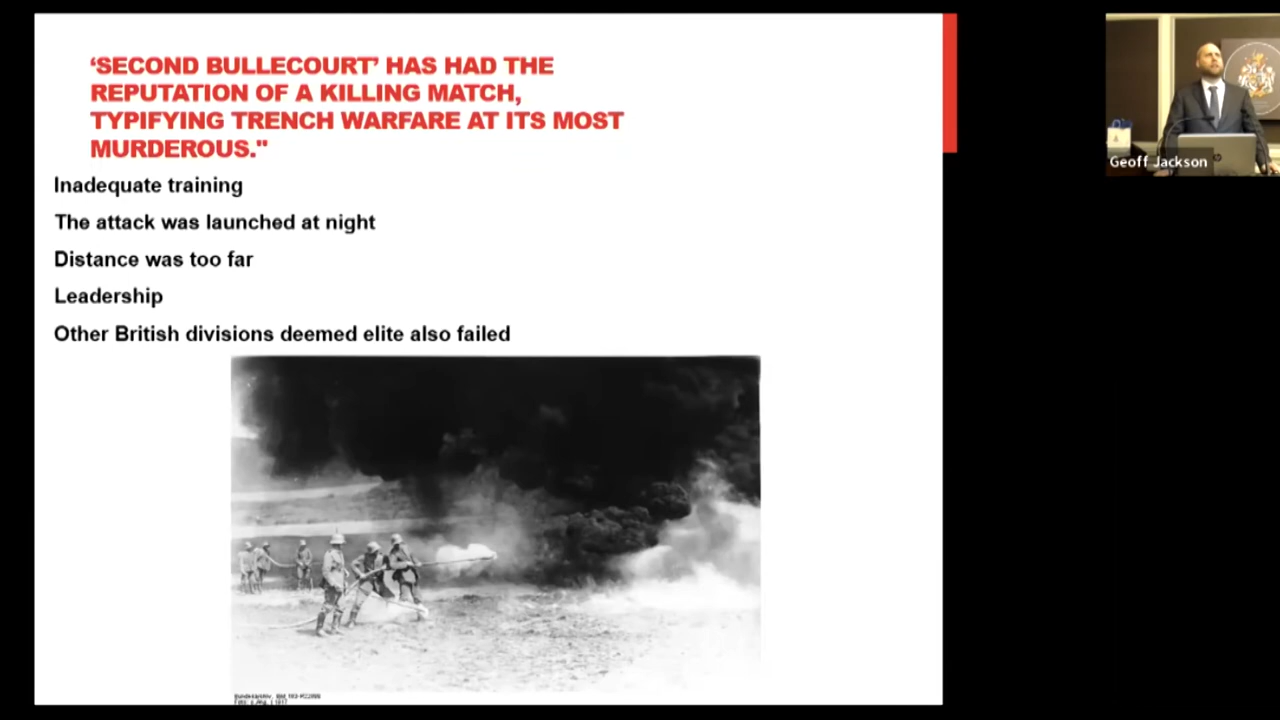 ‘SECOND BULLECOURT’ HAS HAD THE
REPUTATION OF A KILLING MATCH,
TYPIFYING TRENCH WARFARE AT ITS MOST
MURDEROUS."
Inadequate training
The attack was launched at night
Distance was too far
Leadership
Other British divisions deemed elite also failed
Geoff Jackson